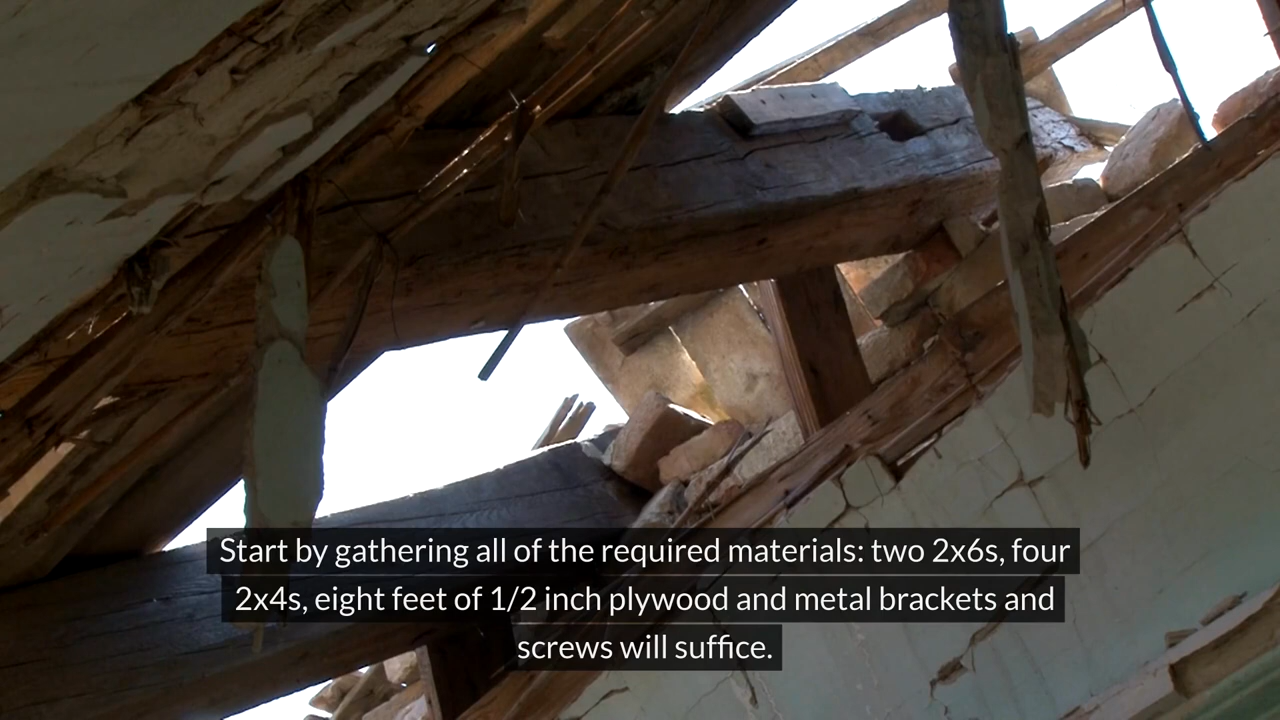 Start by gathering all of the required materials: two 2x6s, four
2x4s, eight feet of 1/2 inch plywood and metal brackets and
screws will suffice.